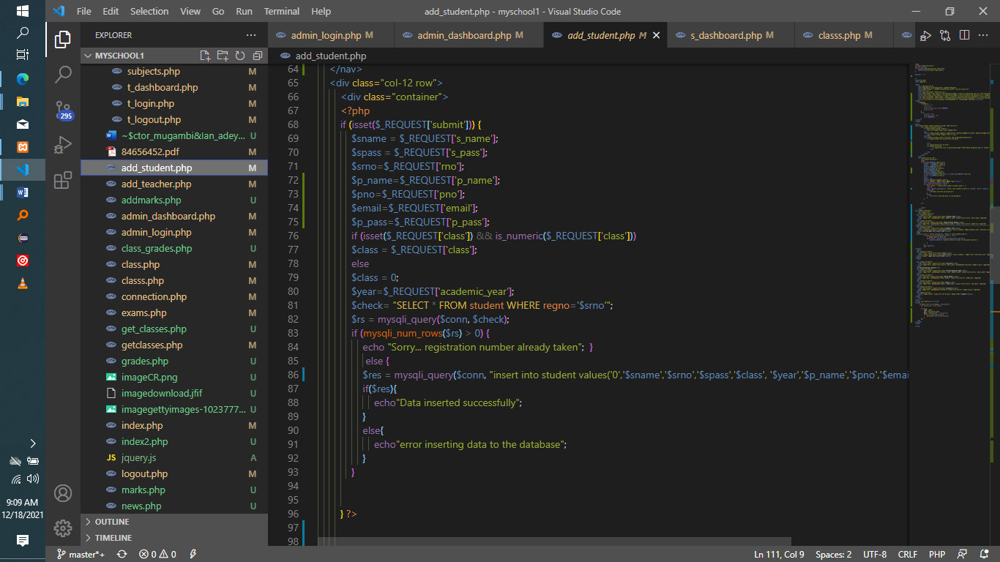 File Edit Selection View Go Run Terminal Help
add_student.php - myschool1 - Visual Studio Code
EXPLORER
MYSCHOOL1
subjects.php M
t_dashboard.php M
t_login.php M
t_logout.php M
~$ctor_mugambi&Ian_adey... U
84656452.pdf M
add_student.php M
add_teacher.php M
addmarks.php U
admin_dashboard.php M
admin_login.php M
class_grades.php U
class.php M
classs.php M
connection.php M
exams.php M
get_classes.php U
getclasses.php M
grades.php U
imageCR.png U
imagedownload.jfif U
imagegettyimages-1023777... U
index.php M
index2.php U
JS jquery.js A
logout.php M
marks.php U
news.php U
OUTLINE
TIMELINE
295
admin_login.php M
admin_dashboard.php M
add_student.php M
s_dashboard.php M
classs.php M
add_student.php
64 </nav>
65 <div class="col-12 row">
66 <div class="container">
67 <?php
68 if (isset($_REQUEST['submit'])) {
69 $sname = $_REQUEST['s_name'];
70 $spass = $_REQUEST['s_pass'];
71 $srno=$_REQUEST['rno'];
72 $p_name=$_REQUEST['p_name'];
73 $pno=$_REQUEST['pno'];
74 $email=$_REQUEST['email'];
75 $p_pass=$_REQUEST['p_pass'];
76 if (isset($_REQUEST['class']) && is_numeric($_REQUEST['class']))
77 $class = $_REQUEST['class'];
78 else
79 $class = 0;
80 $year=$_REQUEST['academic_year'];
81 $check= "SELECT * FROM student WHERE regno='$srno'";
82 $rs = mysqli_query($conn, $check);
83 if (mysqli_num_rows($rs) > 0) {
84 echo "Sorry... registration number already taken"; }
85 else {
86 $res = mysqli_query($conn, "insert into student values('0','$sname','$srno','$spass','$class', '$year','$p_name','$pno','$emai
87 if($res){
88 echo"Data inserted successfully";
89 }
90 else{
91 echo"error inserting data to the database";
92 }
93 }
94
95
96 } ?>
97
98
9:09 AM
12/18/2021
master*+
0 0
Ln 111, Col 9 Spaces: 2 UTF-8 CRLF PHP